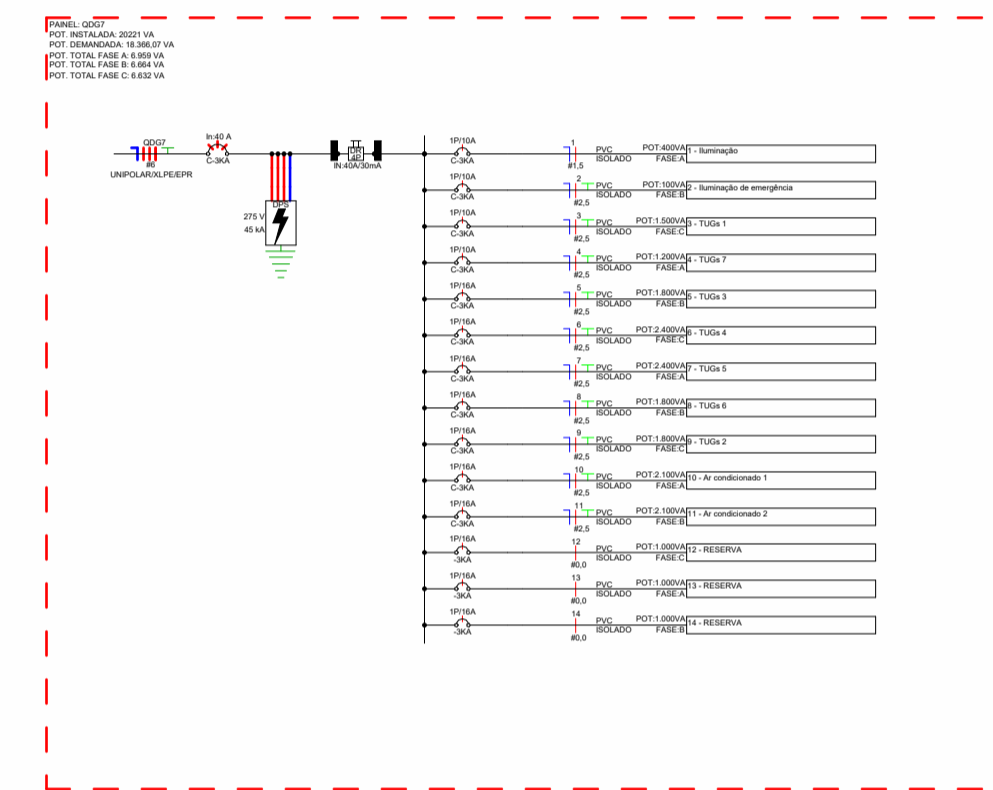 PAINEL: QDG7
POT. INSTALADA: 20221 VA
POT. DEMANDADA: 18.366,07 VA
POT. TOTAL FASE A: 6.959 VA
POT. TOTAL FASE B: 6.664 VA
POT. TOTAL FASE C: 6.632 VA
QDG7
#6
UNIPOLAR/XLPE/EPR
In:40 A
C-3KA
DPS
275 V
45 kA
DR
4P
IN:40A/30mA
1P/10A
C-3KA
1
#1,5
PVC
ISOLADO
POT:400VA
FASE:A
1 - Iluminação
1P/10A
C-3KA
2
#2,5
PVC
ISOLADO
POT:100VA
FASE:B
2 - Iluminação de emergência
1P/10A
C-3KA
3
#2,5
PVC
ISOLADO
POT:1.500VA
FASE:C
3 - TUGs 1
1P/10A
C-3KA
4
#2,5
PVC
ISOLADO
POT:1.200VA
FASE:A
4 - TUGs 7
1P/16A
C-3KA
5
#2,5
PVC
ISOLADO
POT:1.800VA
FASE:B
5 - TUGs 3
1P/16A
C-3KA
6
#2,5
PVC
ISOLADO
POT:2.400VA
FASE:C
6 - TUGs 4
1P/16A
C-3KA
7
#2,5
PVC
ISOLADO
POT:2.400VA
FASE:A
7 - TUGs 5
1P/16A
C-3KA
8
#2,5
PVC
ISOLADO
POT:1.800VA
FASE:B
8 - TUGs 6
1P/16A
C-3KA
9
#2,5
PVC
ISOLADO
POT:1.800VA
FASE:C
9 - TUGs 2
1P/16A
C-3KA
10
#2,5
PVC
ISOLADO
POT:2.100VA
FASE:A
10 - Ar condicionado 1
1P/16A
C-3KA
11
#2,5
PVC
ISOLADO
POT:2.100VA
FASE:B
11 - Ar condicionado 2
1P/16A
-3KA
12
#0,0
PVC
ISOLADO
POT:1.000VA
FASE:C
12 - RESERVA
1P/16A
-3KA
13
#0,0
PVC
ISOLADO
POT:1.000VA
FASE:A
13 - RESERVA
1P/16A
-3KA
14
#0,0
PVC
ISOLADO
POT:1.000VA
FASE:B
14 - RESERVA